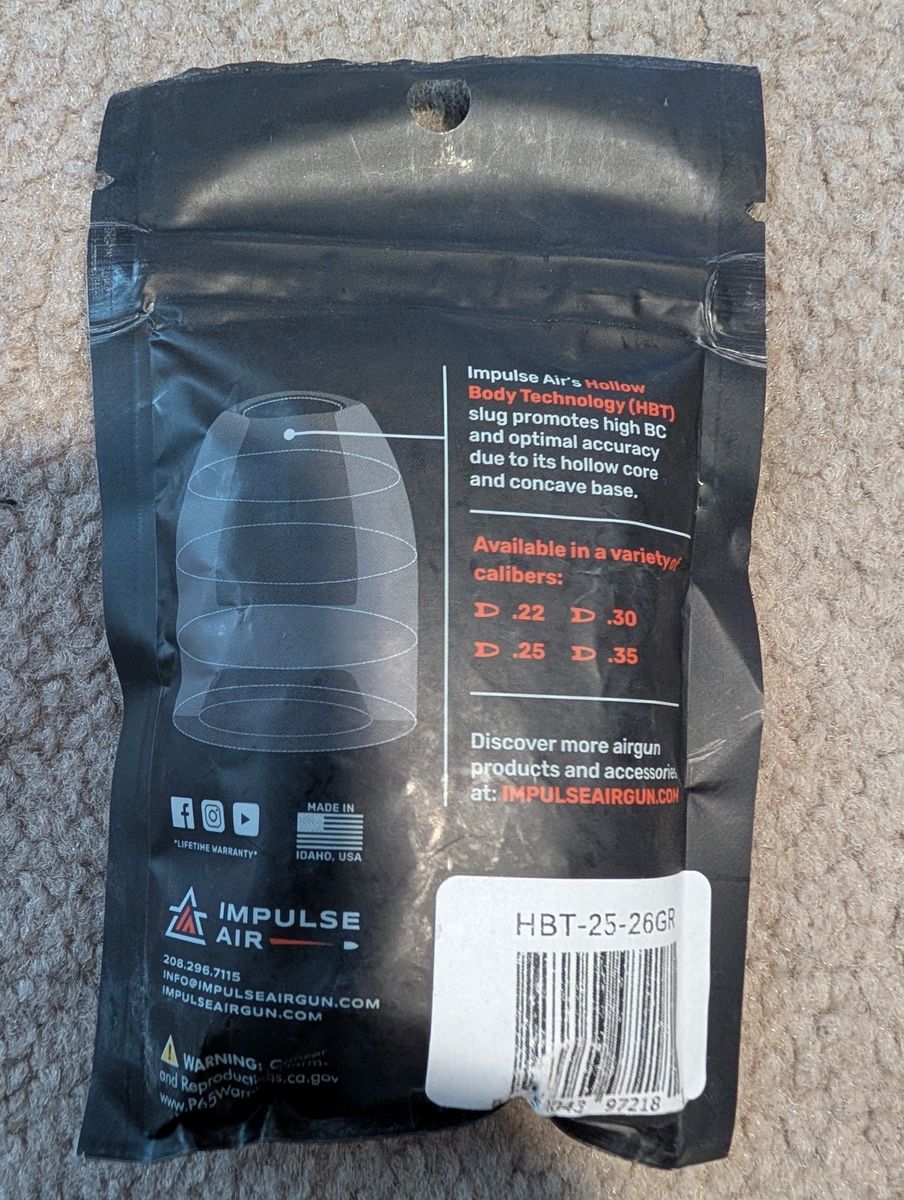 Impulse Air's Hollow
Body Technology (HBT)
slug promotes high BC
and optimal accuracy
due to its hollow core
and concave base.
Available in a variety of
calibers:
.22 .30
.25 .35
Discover more airgun
products and accessories
at: IMPULSEAIRGUN.COM
*LIFETIME WARRANTY*
MADE IN
IDAHO, USA
IMPULSE
AIR
208.296.7115
INFO@IMPULSEAIRGUN.COM
IMPULSEAIRGUN.COM
WARNING:
and
HBT-25-26GR
97218